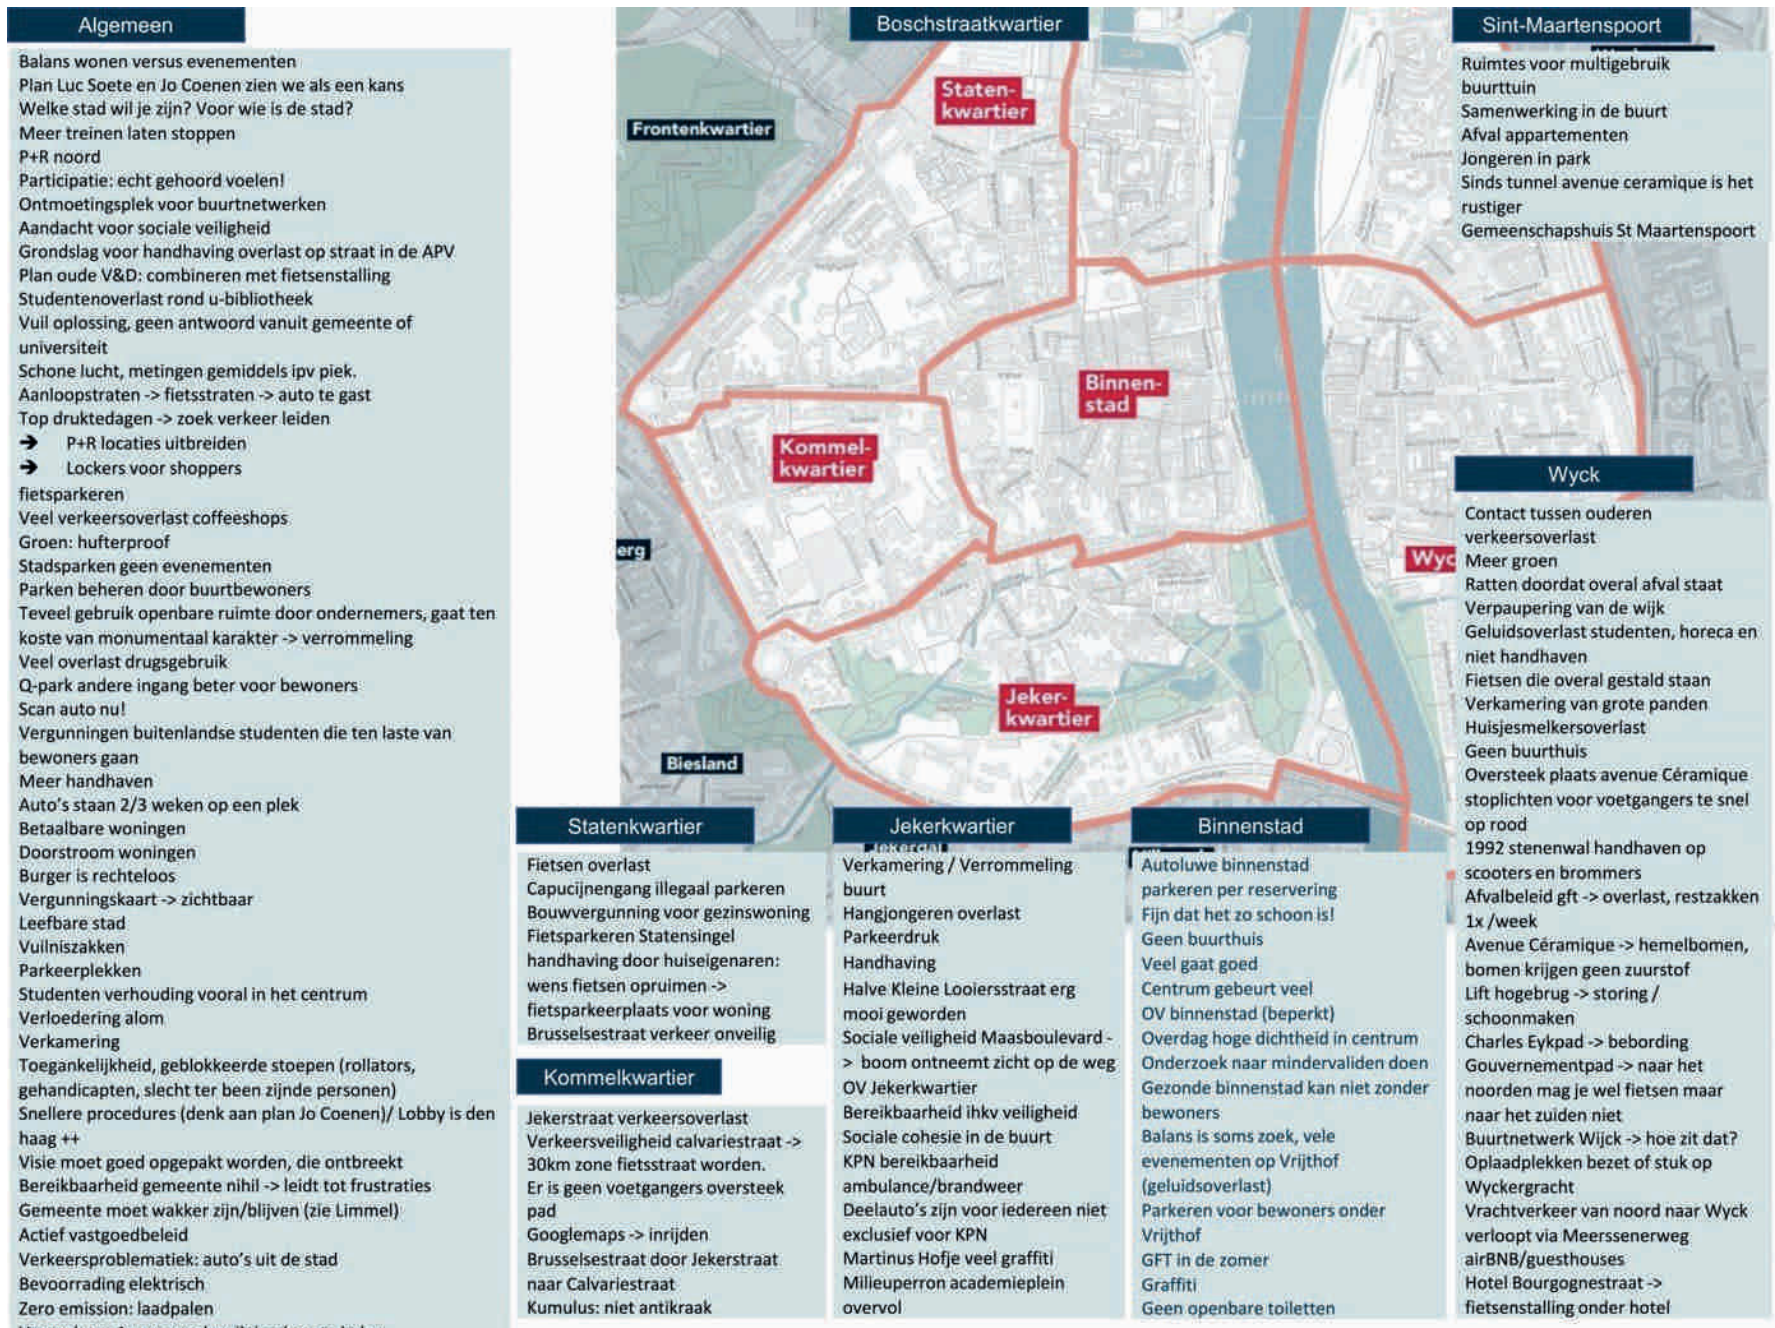 Algemeen
Balans wonen versus evenementen
Plan Luc Soete en Jo Coenen zien we als een kans
Welke stad wil je zijn? Voor wie is de stad?
Meer treinen laten stoppen
P+R noord
Participatie: echt gehoord voelen!
Ontmoetingsplek voor buurtnetwerken
Aandacht voor sociale veiligheid
Grondslag voor handhaving overlast op straat in de APV
Plan oude V&D: combineren met fietsenstalling
Studentenoverlast rond u-bibliotheek
Vuil oplossing, geen antwoord vanuit gemeente of
universiteit
Schone lucht, metingen gemiddels ipv piek.
Aanloopstraten -> fietsstraten -> auto te gast
Top druktedagen -> zoek verkeer leiden
➔ P+R locaties uitbreiden
➔ Lockers voor shoppers
fietsparkeren
Veel verkeersoverlast coffeeshops
Groen: hufterproof
Stadsparken geen evenementen
Parken beheren door buurtbewoners
Teveel gebruik openbare ruimte door ondernemers, gaat ten
koste van monumentaal karakter -> verrommeling
Veel overlast drugsgebruik
Q-park andere ingang beter voor bewoners
Scan auto nu!
Vergunningen buitenlandse studenten die ten laste van
bewoners gaan
Meer handhaven
Auto's staan 2/3 weken op een plek
Betaalbare woningen
Doorstroom woningen
Burger is rechteloos
Vergunningskaart -> zichtbaar
Leefbare stad
Vuilniszakken
Parkeerplekken
Studenten verhouding vooral in het centrum
Verloedering alom
Verkamering
Toegankelijkheid, geblokkeerde stoepen (rollators,
gehandicapten, slecht ter been zijnde personen)
Snellere procedures (denk aan plan Jo Coenen)/ Lobby is den
haag ++
Visie moet goed opgepakt worden, die ontbreekt
Bereikbaarheid gemeente nihil -> leidt tot frustraties
Gemeente moet wakker zijn/blijven (zie Limmel)
Actief vastgoedbeleid
Verkeersproblematiek: auto's uit de stad
Bevoorrading elektrisch
Zero emission: laadpalen
Boschstraatkwartier
Staten-
kwartier
Frontenkwartier
Binnen-
stad
Kommel-
kwartier
erg
Wyc
Jeker-
kwartier
Biesland
Jekerdal
Sint-Maartenspoort
Ruimtes voor multigebruik
buurttuin
Samenwerking in de buurt
Afval appartementen
Jongeren in park
Sinds tunnel avenue ceramique is het
rustiger
Gemeenschapshuis St Maartenspoort
Wyck
Contact tussen ouderen
verkeersoverlast
Meer groen
Ratten doordat overal afval staat
Verpaupering van de wijk
Geluidsoverlast studenten, horeca en
niet handhaven
Fietsen die overal gestald staan
Verkamering van grote panden
Huisjesmelkersoverlast
Geen buurthuis
Oversteek plaats avenue Céramique
stoplichten voor voetgangers te snel
op rood
1992 stenenwal handhaven op
scooters en brommers
Afvalbeleid gft -> overlast, restzakken
1x /week
Avenue Céramique -> hemelbomen,
bomen krijgen geen zuurstof
Lift hogebrug -> storing /
schoonmaken
Charles Eykpad -> bebording
Gouvernementpad -> naar het
noorden mag je wel fietsen maar
naar het zuiden niet
Buurtnetwerk Wijck -> hoe zit dat?
Oplaadplekken bezet of stuk op
Wyckergracht
Vrachtverkeer van noord naar Wyck
verloopt via Meerssenerweg
airBNB/guesthouses
Hotel Bourgognestraat ->
fietsenstalling onder hotel
Statenkwartier
Fietsen overlast
Capucijnengang illegaal parkeren
Bouwvergunning voor gezinswoning
Fietsparkeren Statensingel
handhaving door huiseigenaren:
wens fietsen opruimen ->
fietsparkeerplaats voor woning
Brusselsestraat verkeer onveilig
Kommelkwartier
Jekerstraat verkeersoverlast
Verkeersveiligheid calvariestraat ->
30km zone fietsstraat worden.
Er is geen voetgangers oversteek
pad
Googlemaps -> inrijden
Brusselsestraat door Jekerstraat
naar Calvariestraat
Kumulus: niet antikraak
Jekerkwartier
Verkamering / Verrommeling
buurt
Hangjongeren overlast
Parkeerdruk
Handhaving
Halve Kleine Looiersstraat erg
mooi geworden
Sociale veiligheid Maasboulevard -
> boom ontneemt zicht op de weg
OV Jekerkwartier
Bereikbaarheid ihkv veiligheid
Sociale cohesie in de buurt
KPN bereikbaarheid
ambulance/brandweer
Deelauto's zijn voor iedereen niet
exclusief voor KPN
Martinus Hofje veel graffiti
Milieuperron academieplein
overvol
Binnenstad
Autoluwe binnenstad
parkeren per reservering
Fijn dat het zo schoon is!
Geen buurthuis
Veel gaat goed
Centrum gebeurt veel
OV binnenstad (beperkt)
Overdag hoge dichtheid in centrum
Onderzoek naar mindervaliden doen
Gezonde binnenstad kan niet zonder
bewoners
Balans is soms zoek, vele
evenementen op Vrijthof
(geluidsoverlast)
Parkeren voor bewoners onder
Vrijthof
GFT in de zomer
Graffiti
Geen openbare toiletten